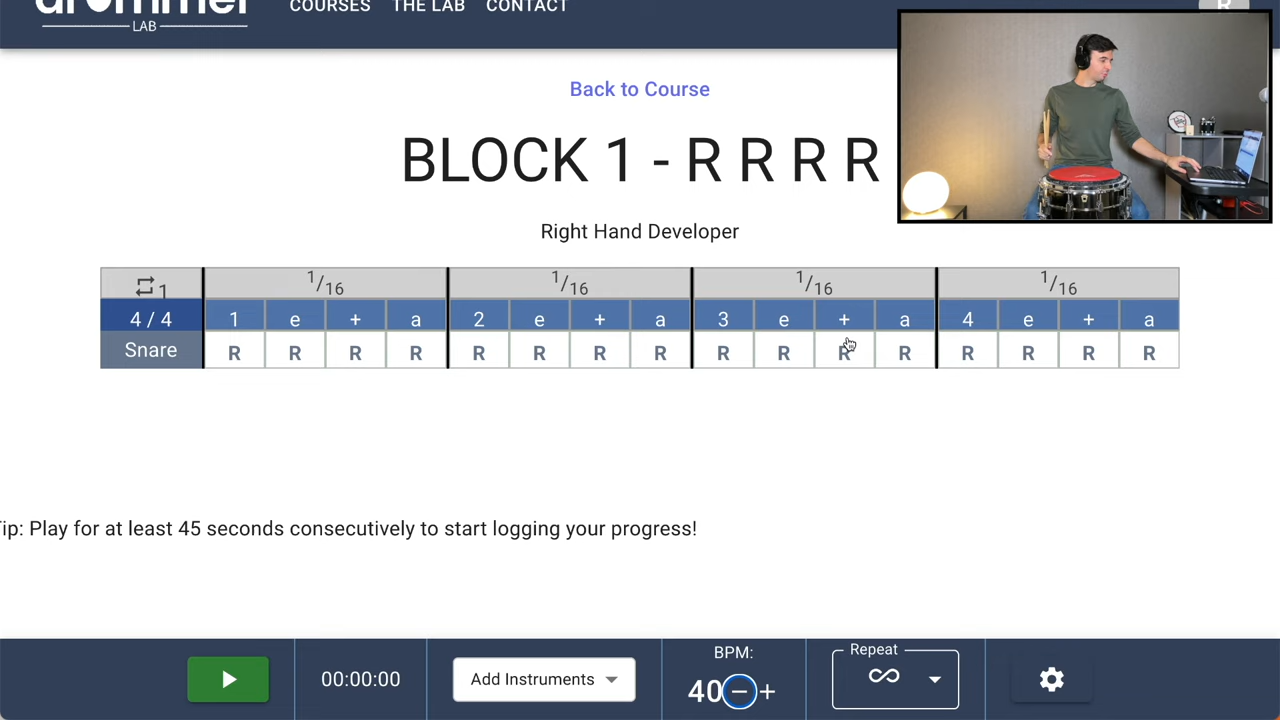 drummer
LAB
COURSES THE LAB CONTACT
R
Back to Course
BLOCK 1 - R R R R
Right Hand Developer
1 1/16 1/16 1/16 1/16
4 / 4 1 e + a 2 e + a 3 e + a 4 e + a
Snare R R R R R R R R R R R R R R R R
Tip: Play for at least 45 seconds consecutively to start logging your progress!
00:00:00 Add Instruments BPM: 40 − + Repeat ∞